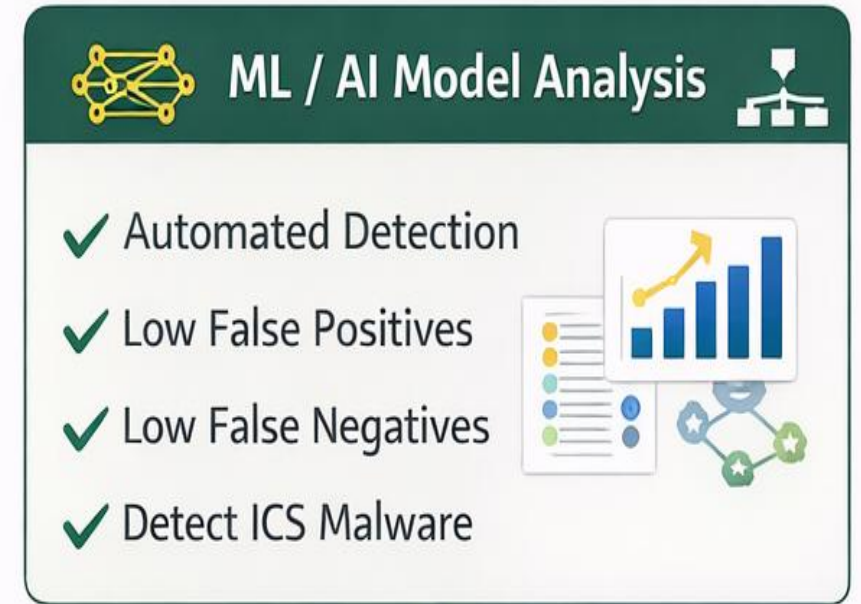 ML / AI Model Analysis
Automated Detection
Low False Positives
Low False Negatives
Detect ICS Malware